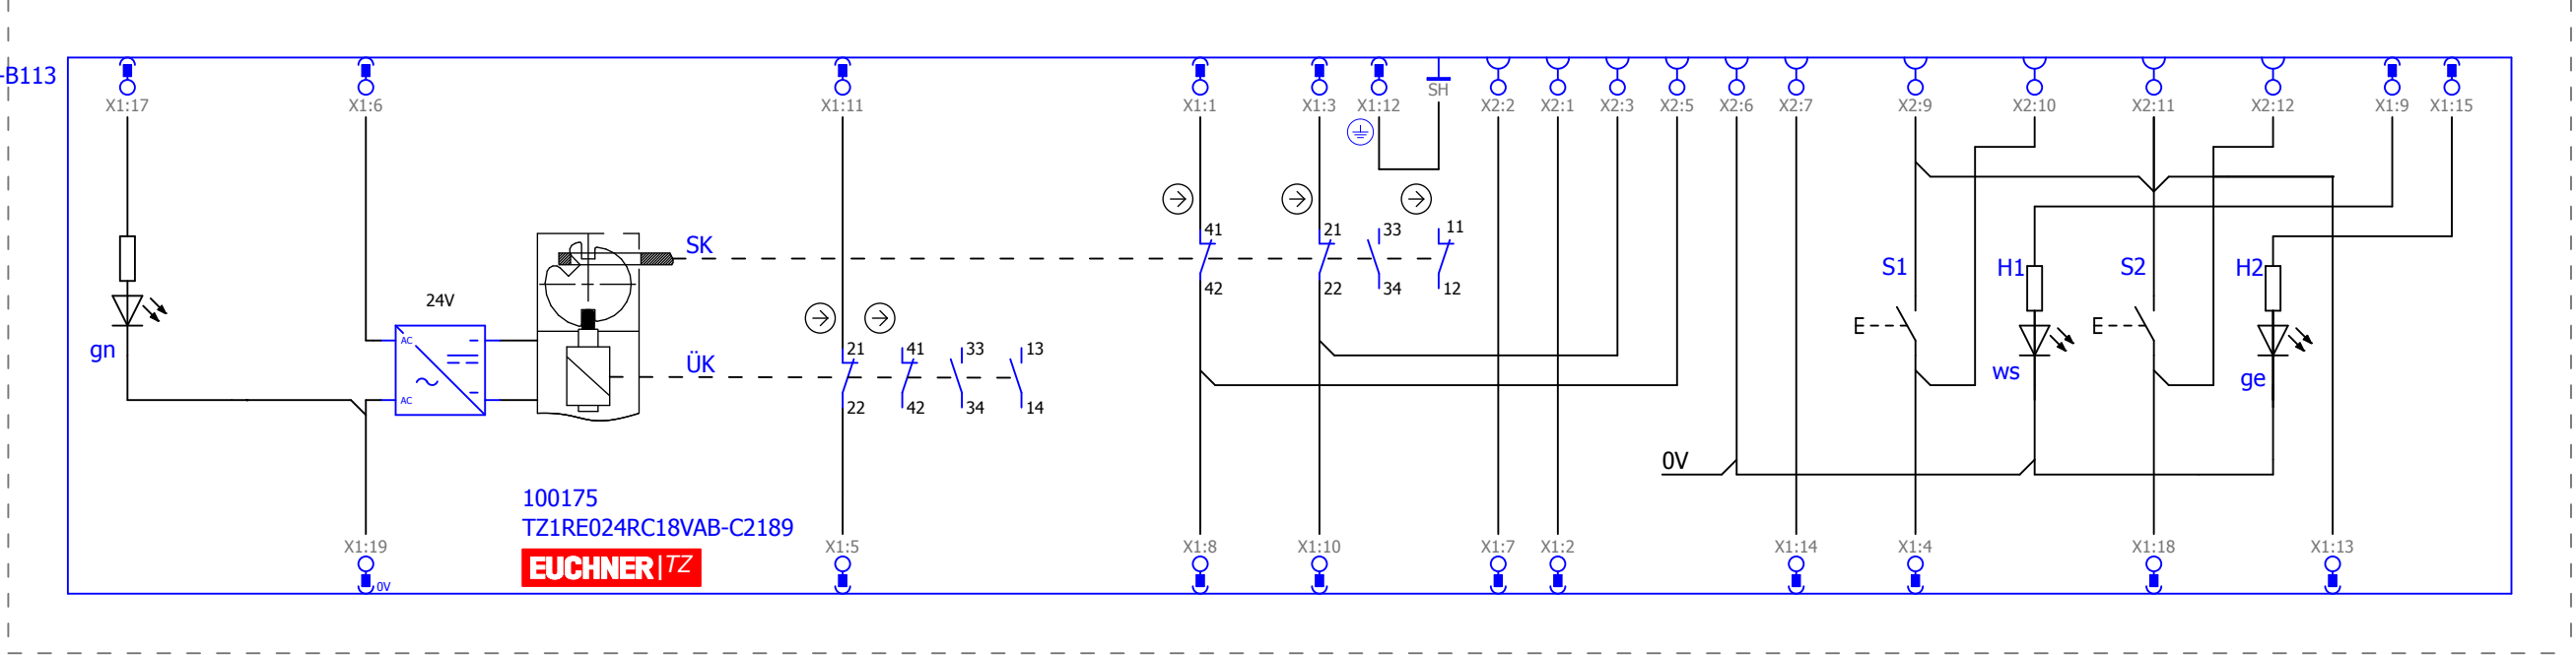 -B113
X1:17 X1:6 X1:11 X1:1 X1:3 X1:12 SH X2:2 X2:1 X2:3 X2:5 X2:6 X2:7 X2:9 X2:10 X2:11 X2:12 X1:9 X1:15
41 21 33 11
SK
S1 H1 S2 H2
42 22 34 12
24V
E E
AC
gn
21 41 33 13
ÜK
ws ge
AC
22 42 34 14
0V
100175
TZ1RE024RC18VAB-C2189
X1:19 X1:5 X1:8 X1:10 X1:7 X1:2 X1:14 X1:4 X1:18 X1:13
EUCHNER TZ
0V